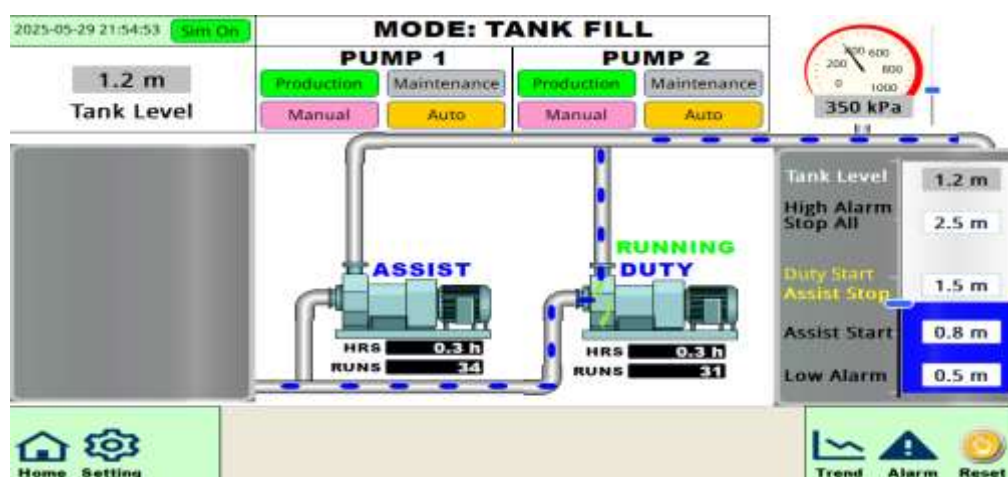 2025-05-29 21:54:53
Sim On
MODE: TANK FILL
1.2 m
Tank Level
PUMP 1
Production
Maintenance
Manual
Auto
PUMP 2
Production
Maintenance
Manual
Auto
200
400
600
800
0
1000
350 kPa
Tank Level
1.2 m
High Alarm
Stop All
2.5 m
Duty Start
Assist Stop
1.5 m
Assist Start
0.8 m
Low Alarm
0.5 m
ASSIST
HRS
0.3 h
RUNS
34
RUNNING
DUTY
HRS
0.3 h
RUNS
31
Home
Setting
Trend
Alarm
Reset